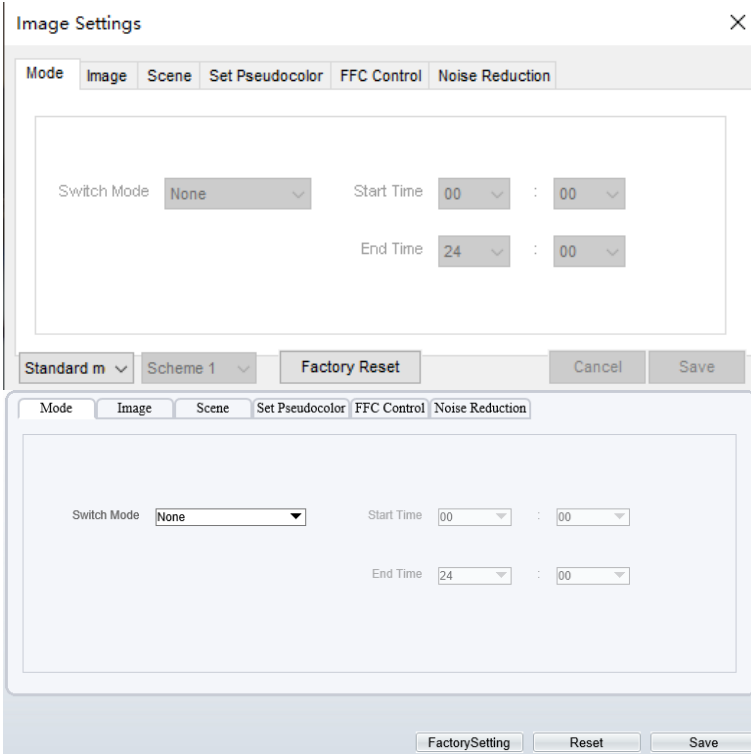 Image Settings
Mode Image Scene Set Pseudocolor FFC Control Noise Reduction
Switch Mode None Start Time 00 : 00
End Time 24 : 00
Standard m Scheme 1 Factory Reset Cancel Save
Mode Image Scene Set Pseudocolor FFC Control Noise Reduction
Switch Mode None Start Time 00 : 00
End Time 24 : 00
FactorySetting Reset Save